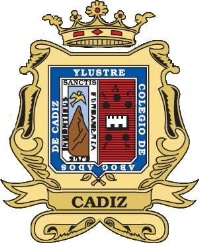 YLUSTRE
COLEGIO DE
ABOGADOS
DE CADIZ
SANCTIS
CADIZ